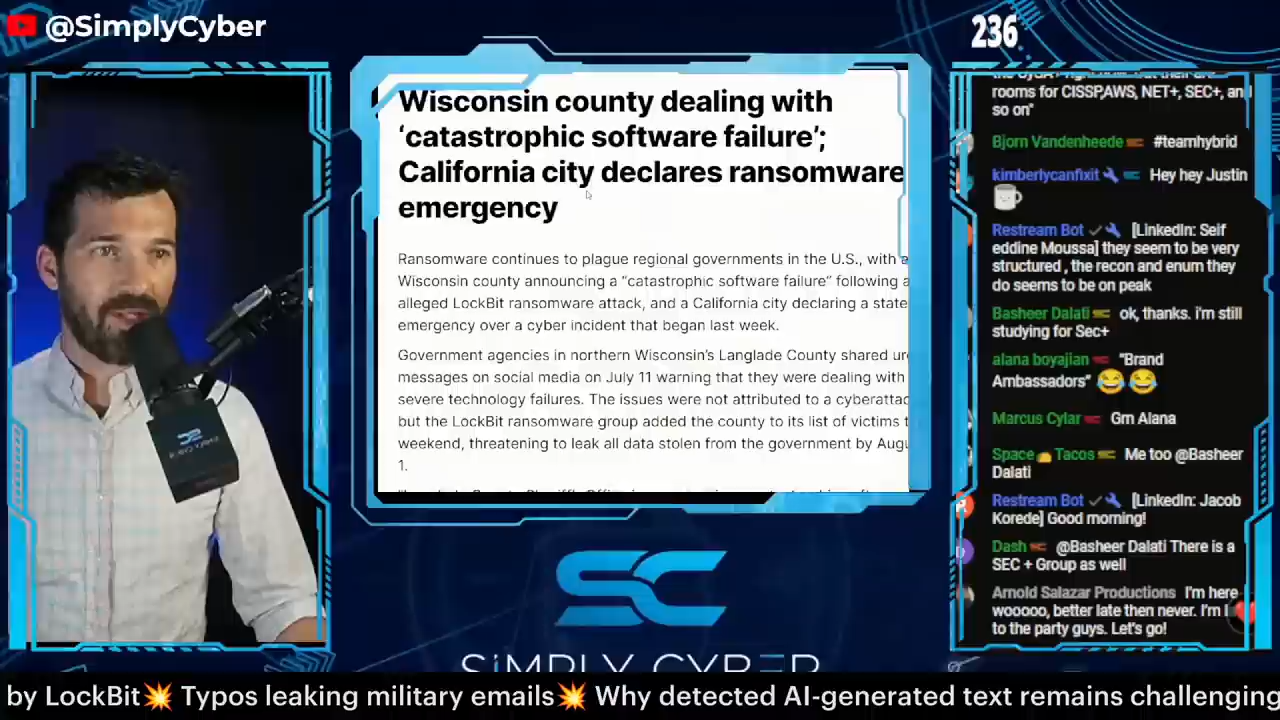 @SimplyCyber
236
Wisconsin county dealing with
‘catastrophic software failure’;
California city declares ransomware
emergency
Ransomware continues to plague regional governments in the U.S., with a
Wisconsin county announcing a “catastrophic software failure” following a
alleged LockBit ransomware attack, and a California city declaring a state
emergency over a cyber incident that began last week.
Government agencies in northern Wisconsin’s Langlade County shared
messages on social media on July 11 warning that they were dealing with
severe technology failures. The issues were not attributed to a
but the LockBit ransomware group added the county to its list of victims
weekend, threatening to leak all data stolen from the government by
1.
rooms for CISSP,AWS, NET+, SEC+, and
so on"
Bjorn Vandenheede #teamhybrid
kimberlycanfixit Hey hey Justin
Restream Bot [LinkedIn: Seif
eddine Moussa] they seem to be very
structured , the recon and enum they
do seems to be on peak
Basheer Dalati ok, thanks. i'm still
studying for Sec+
alana boyajian "Brand
Ambassadors" 😂 😂
Marcus Cylar Gm Alana
Space 🌮 Tacos Me too @Basheer
Dalati
Restream Bot [LinkedIn: Jacob
Korede] Good morning!
Dash @Basheer Dalati There is a
SEC + Group as well
Arnold Salazar Productions I'm here
wooooo, better late then never. I'm
to the party guys. Let's go!
SC
SIMPLY CYBER
by LockBit💥 Typos leaking military emails💥 Why detected AI-generated text remains challenging